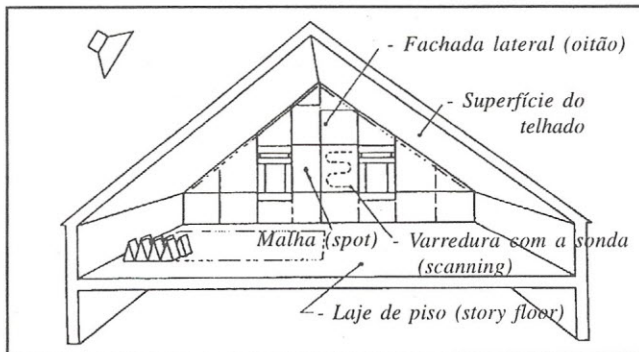 - Fachada lateral (oitão)
- Superfície do
telhado
Malha (spot)
- Varredura com a sonda
(scanning)
- Laje de piso (story floor)